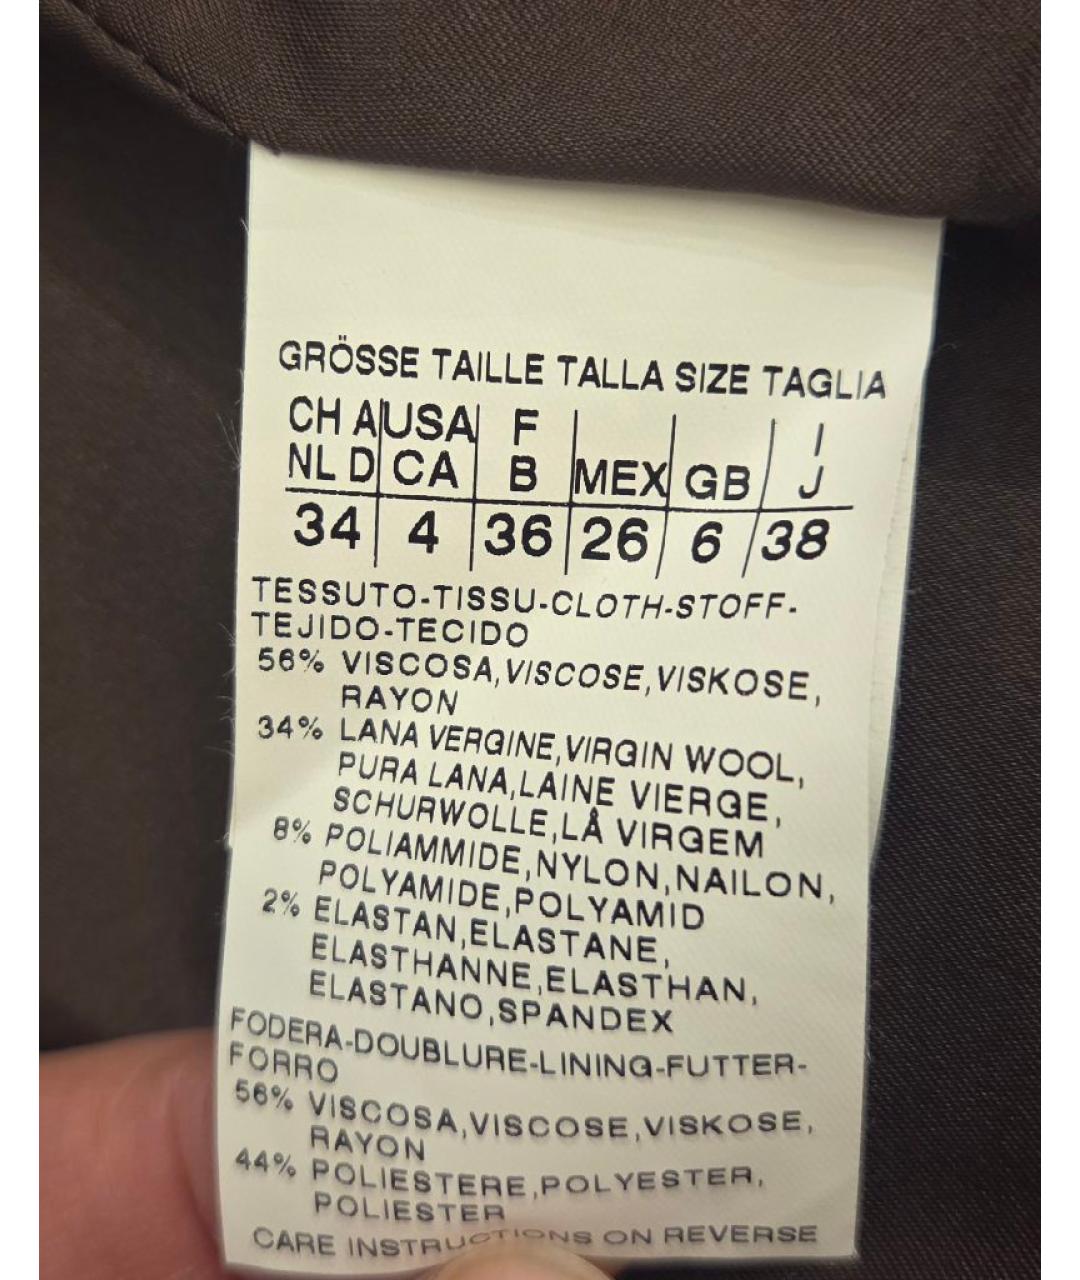 GRÖSSE TAILLE TALLA SIZE TAGLIA
CH A USA F I
NL D CA B MEX GB J
34 4 36 26 6 38
TESSUTO-TISSU-CLOTH-STOFF-
TEJIDO-TECIDO
56% VISCOSA,VISCOSE,VISKOSE,
RAYON
34% LANA VERGINE,VIRGIN WOOL,
PURA LANA,LAINE VIERGE,
SCHURWOLLE,LÃ VIRGEM
8% POLIAMMIDE,NYLON,NAILON,
POLYAMIDE,POLYAMID
2% ELASTAN,ELASTANE,
ELASTHANNE,ELASTHAN,
ELASTANO,SPANDEX
FODERA-DOUBLURE-LINING-FUTTER-
FORRO
56% VISCOSA,VISCOSE,VISKOSE,
RAYON
44% POLIESTERE,POLYESTER,
POLIESTER
CARE INSTRUCTIONS ON REVERSE